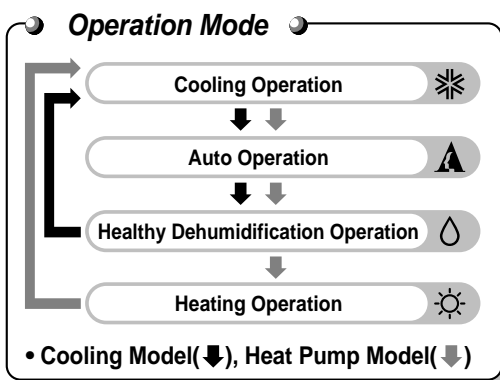 Operation Mode
Cooling Operation
Auto Operation
Healthy Dehumidification Operation
Heating Operation
• Cooling Model(🡇), Heat Pump Model(🡇)